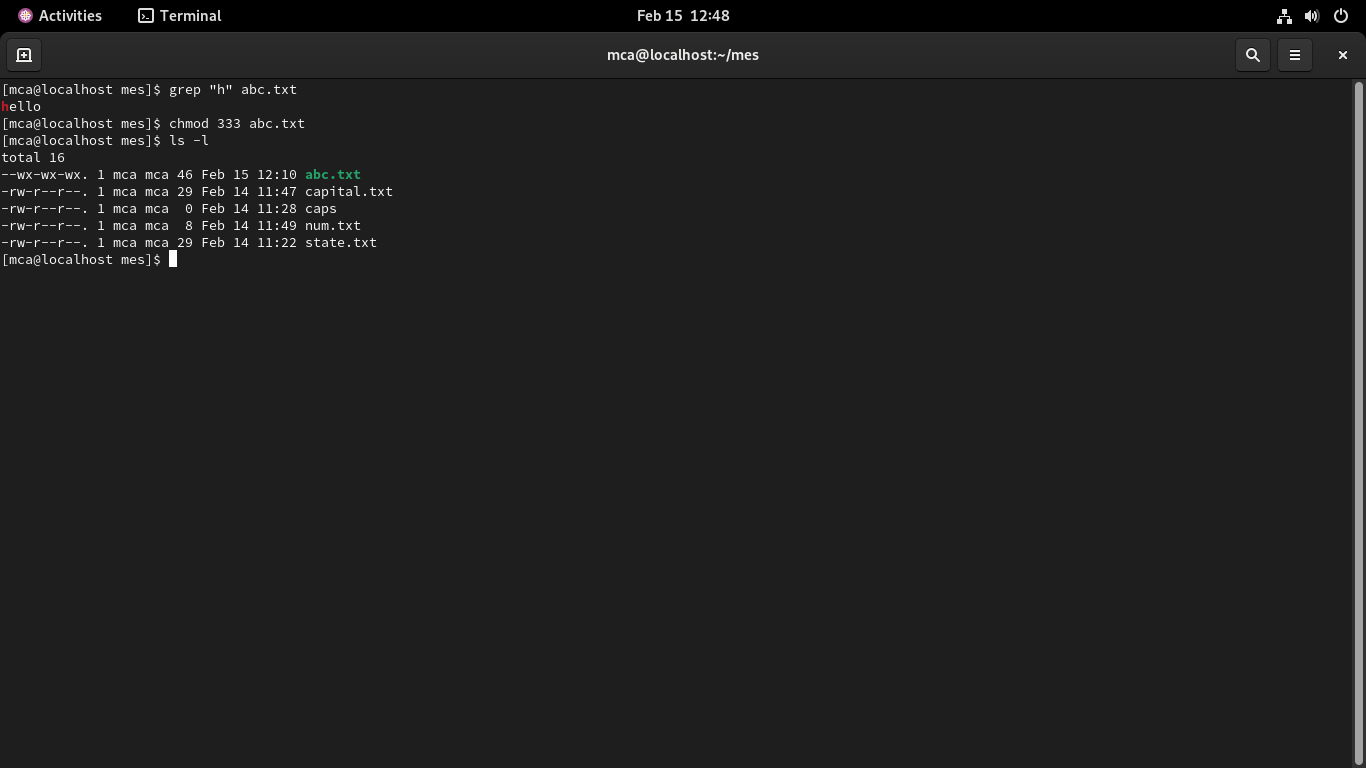 Activities Terminal Feb 15 12:48
mca@localhost:~/mes
[mca@localhost mes]$ grep "h" abc.txt
hello
[mca@localhost mes]$ chmod 333 abc.txt
[mca@localhost mes]$ ls -l
total 16
--wx-wx-wx. 1 mca mca 46 Feb 15 12:10 abc.txt
-rw-r--r--. 1 mca mca 29 Feb 14 11:47 capital.txt
-rw-r--r--. 1 mca mca  0 Feb 14 11:28 caps
-rw-r--r--. 1 mca mca  8 Feb 14 11:49 num.txt
-rw-r--r--. 1 mca mca 29 Feb 14 11:22 state.txt
[mca@localhost mes]$